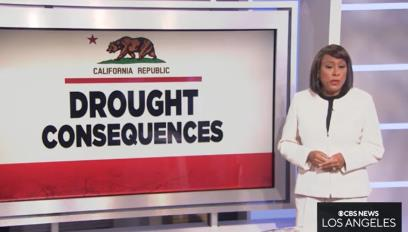 CALIFORNIA REPUBLIC
DROUGHT
CONSEQUENCES
CBS NEWS
LOS ANGELES